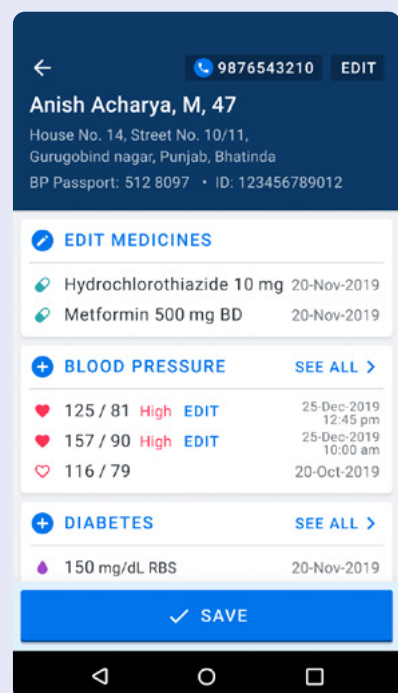 9876543210 EDIT
Anish Acharya, M, 47
House No. 14, Street No. 10/11,
Gurugobind nagar, Punjab, Bhatinda
BP Passport: 512 8097 • ID: 123456789012
EDIT MEDICINES
Hydrochlorothiazide 10 mg 20-Nov-2019
Metformin 500 mg BD 20-Nov-2019
BLOOD PRESSURE SEE ALL
125 / 81 High EDIT 25-Dec-2019
12:45 pm
157 / 90 High EDIT 25-Dec-2019
10:00 am
116 / 79 20-Oct-2019
DIABETES SEE ALL
150 mg/dL RBS 20-Nov-2019
SAVE